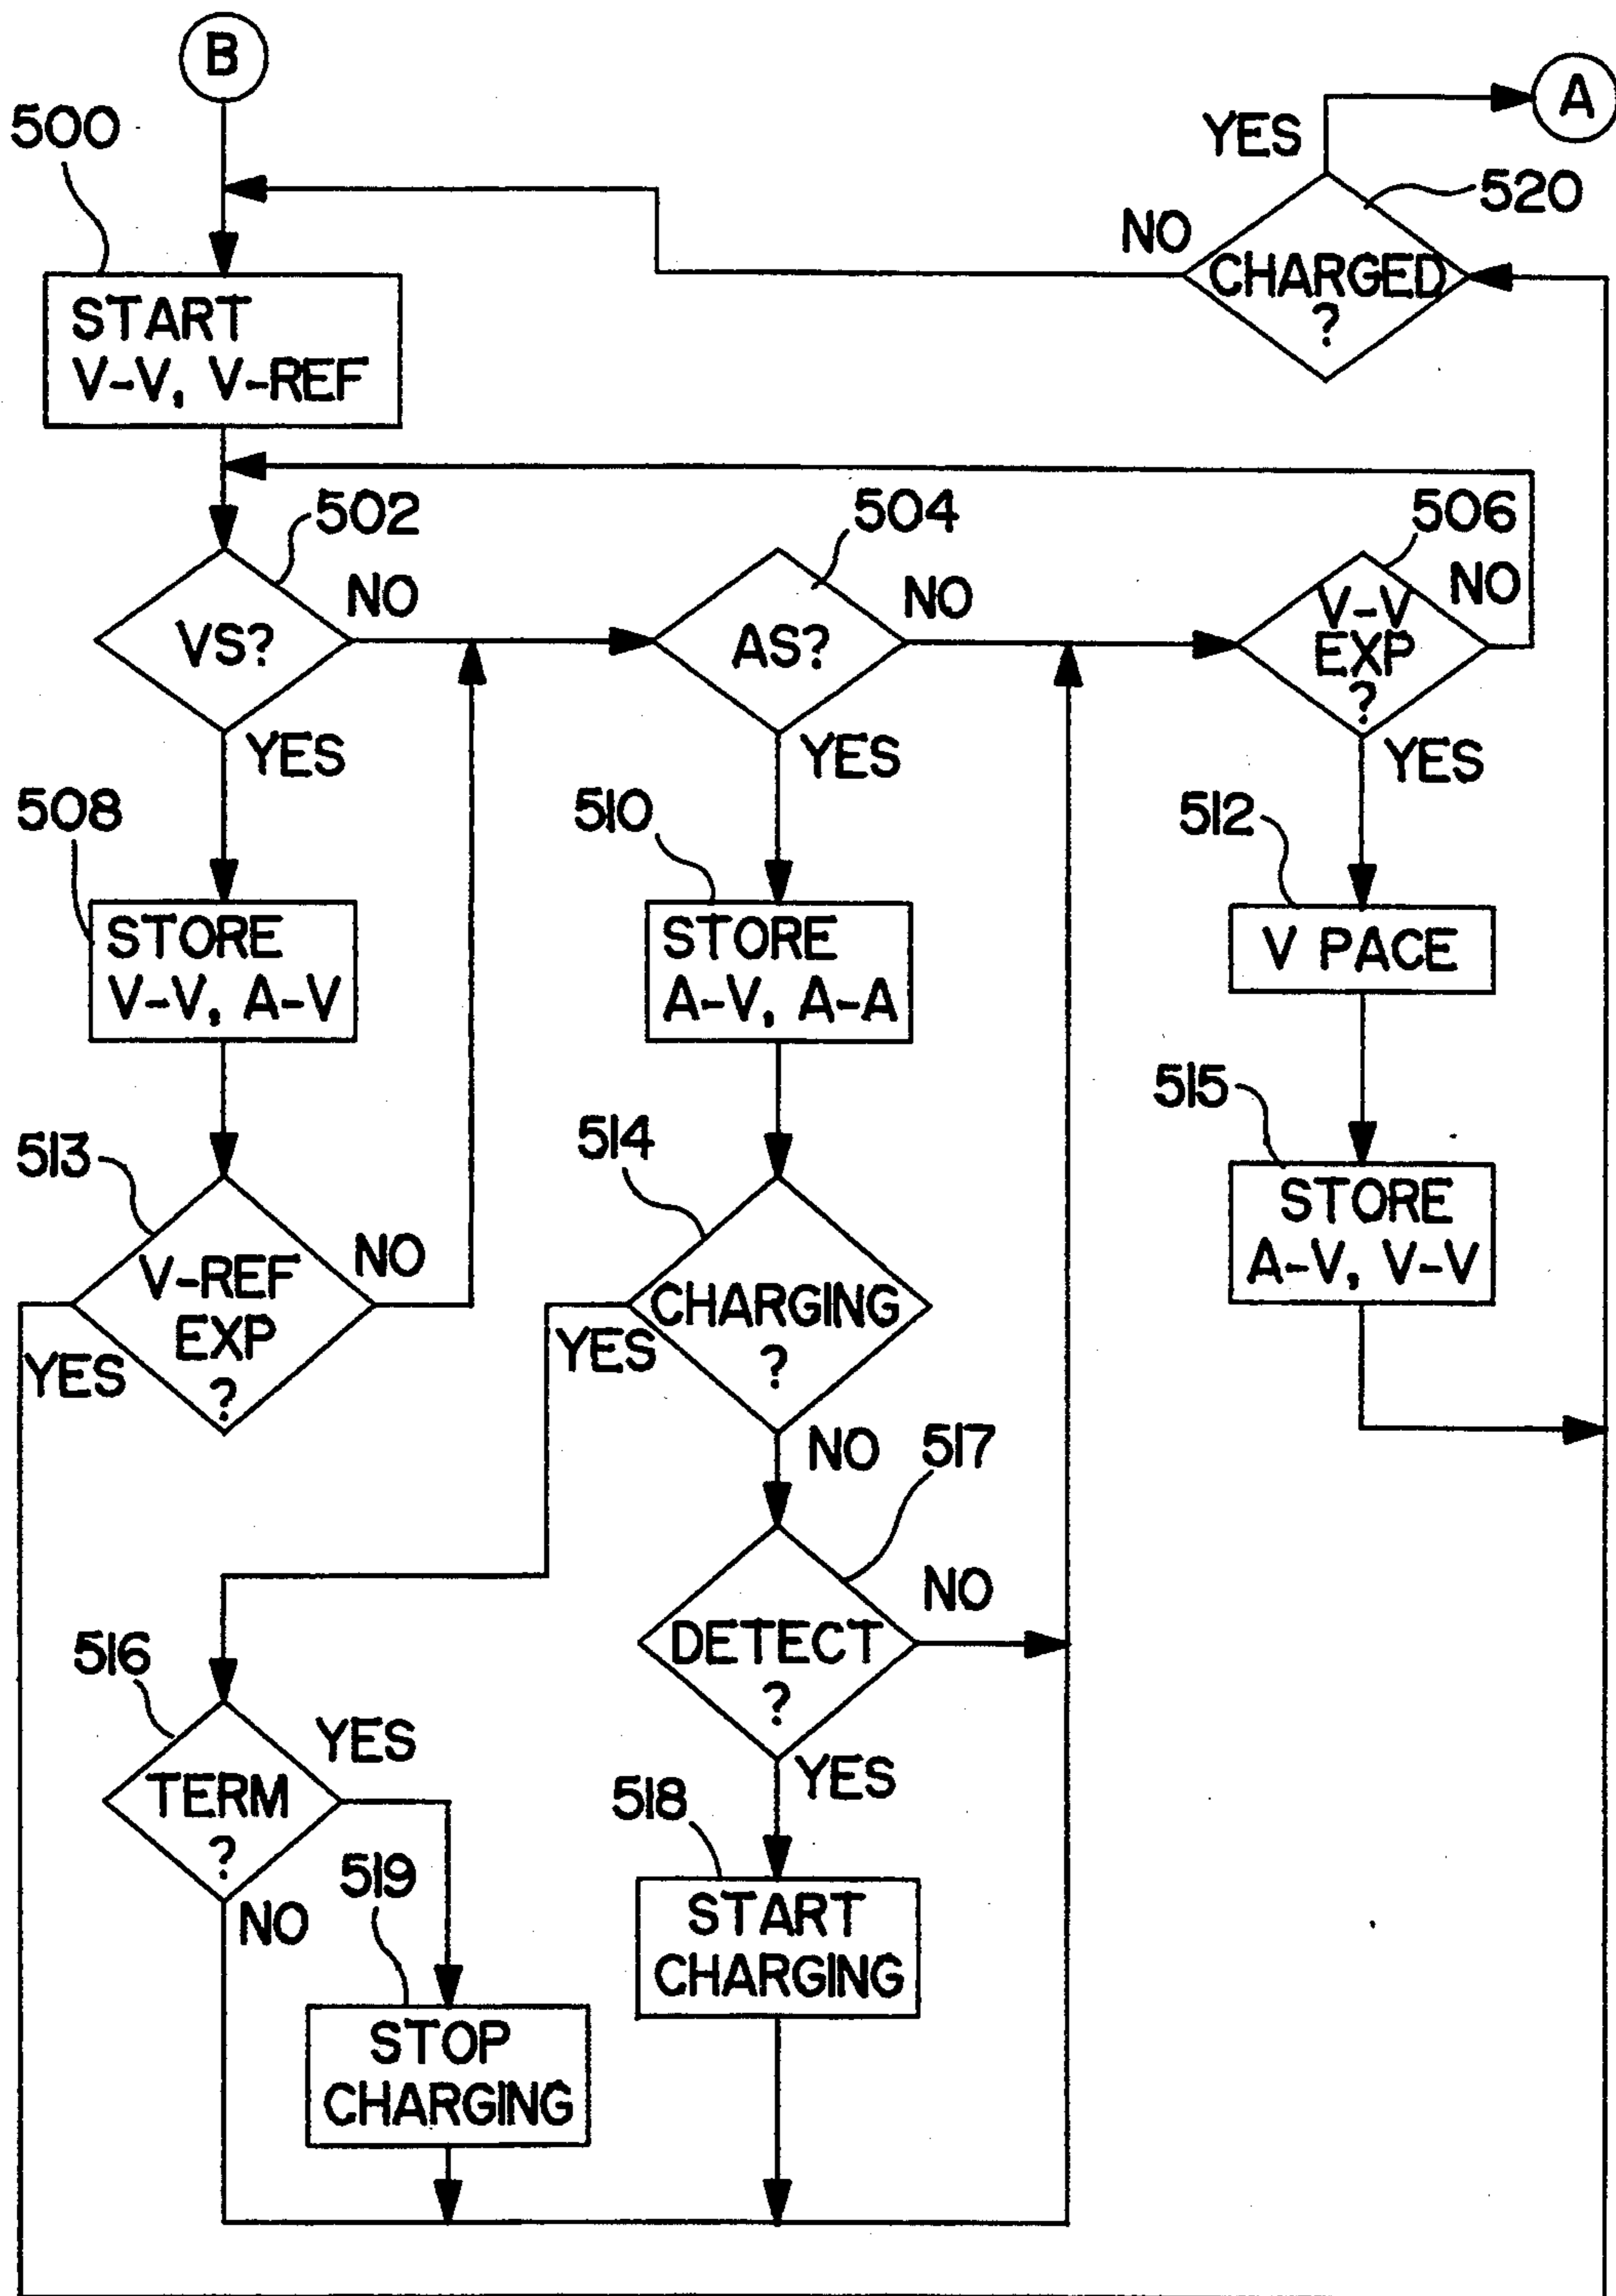 B
A
500
YES
520
NO
CHARGED
?
START
V-V, V-REF
502
504
506
NO
NO
NO
VS?
AS?
V-V
EXP
?
YES
YES
YES
508
510
512
STORE
V-V, A-V
STORE
A-V, A-A
V PACE
513
514
515
V-REF
EXP
?
NO
YES
CHARGING
?
YES
NO
STORE
A-V, V-V
517
DETECT
?
NO
YES
516
TERM
?
YES
NO
519
518
START
CHARGING
STOP
CHARGING